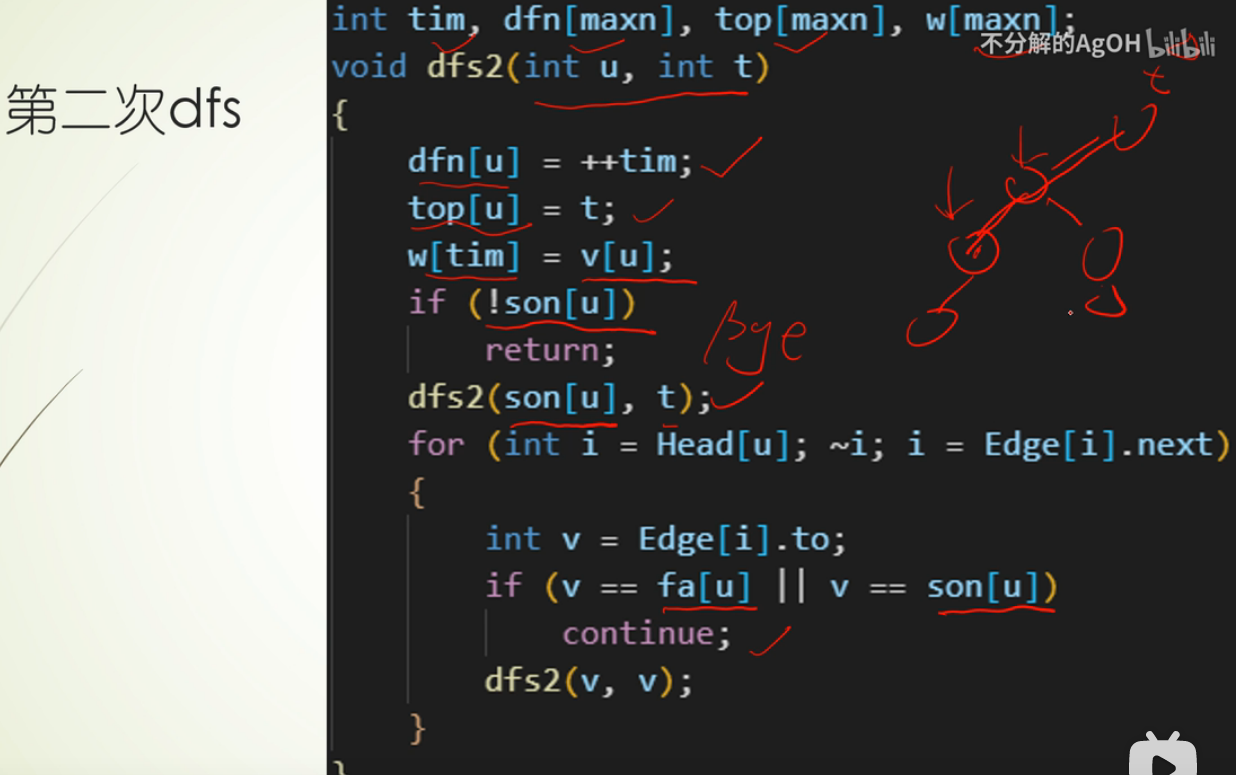 int tim, dfn[maxn], top[maxn], w[maxn];
不分解的AgOH bilibili
void dfs2(int u, int t)
t
第二次dfs
{
dfn[u] = ++tim;
top[u] = t;
w[tim] = v[u];
if (!son[u])
return;
bye
dfs2(son[u], t);
for (int i = Head[u]; ~i; i = Edge[i].next)
{
int v = Edge[i].to;
if (v == fa[u] || v == son[u])
continue;
dfs2(v, v);
}
}